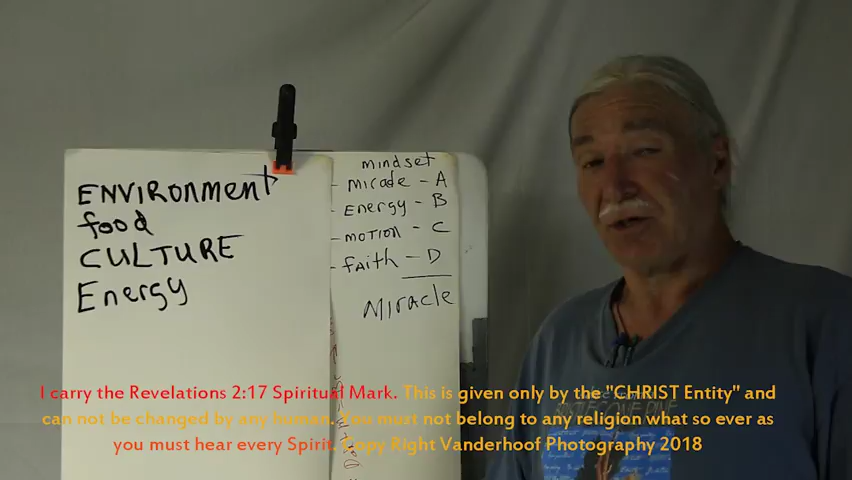 ENVIRONMENT
food
CULTURE
Energy
mindset
- miracle - A
- Energy - B
- motion - C
- faith - D
Miracle
I carry the Revelations 2:17 Spiritual Mark. This is given only by the "CHRIST Entity" and
can not be changed by any human. You must not belong to any religion what so ever as
you must hear every Spirit. Copy Right Vanderhoof Photography 2018